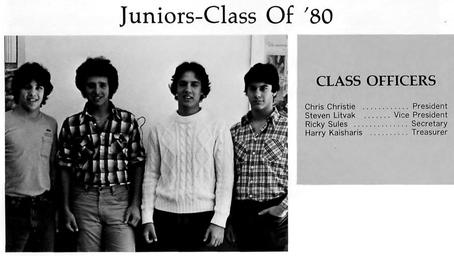 Juniors-Class Of '80
CLASS OFFICERS
Chris Christie ............ President
Steven Litvak ....... Vice President
Ricky Sules .............. Secretary
Harry Kaisharis .......... Treasurer